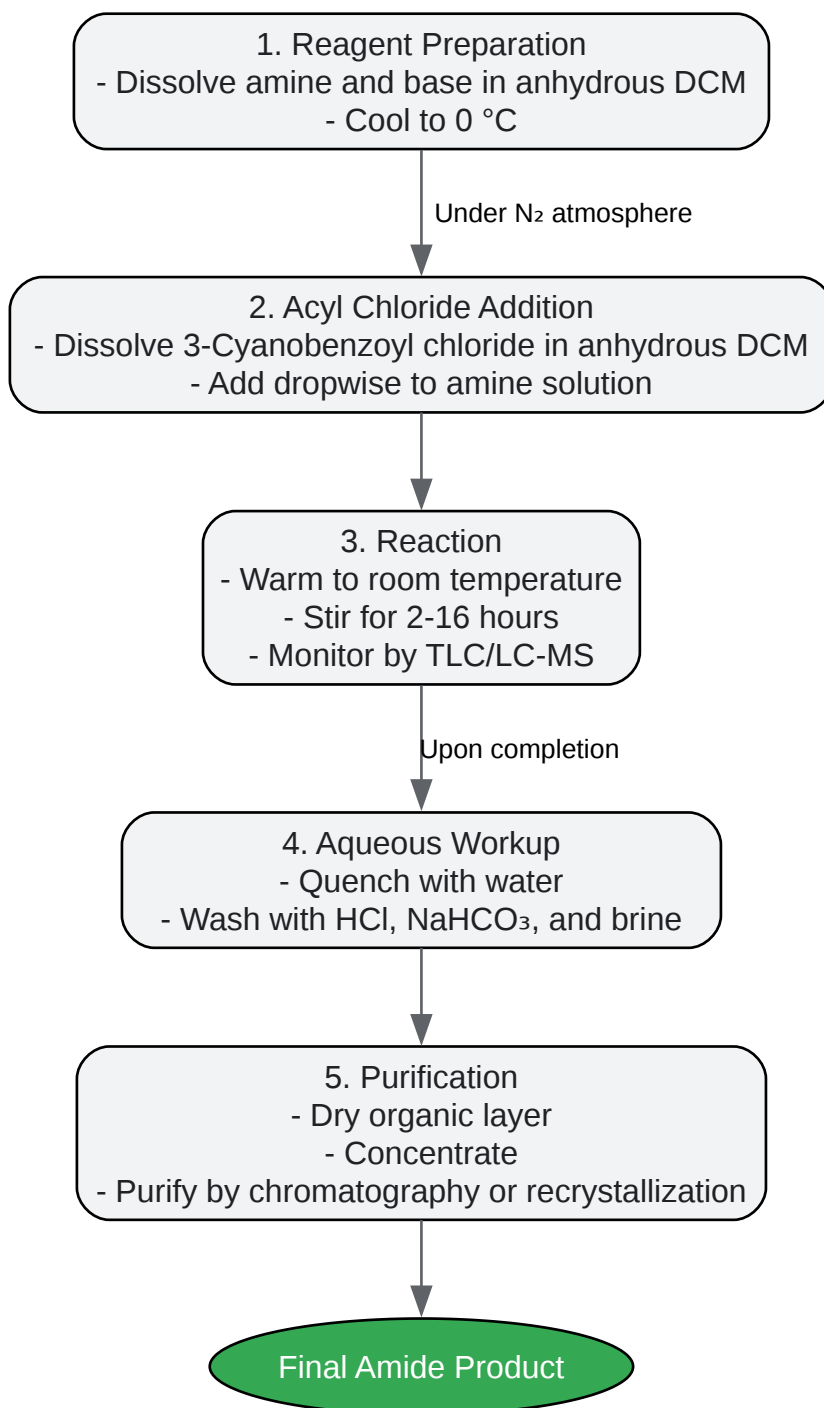 1. Reagent Preparation
- Dissolve amine and base in anhydrous DCM
- Cool to 0 °C
Under N₂ atmosphere
2. Acyl Chloride Addition
- Dissolve 3-Cyanobenzoyl chloride in anhydrous DCM
- Add dropwise to amine solution
3. Reaction
- Warm to room temperature
- Stir for 2-16 hours
- Monitor by TLC/LC-MS
Upon completion
4. Aqueous Workup
- Quench with water
- Wash with HCl, NaHCO₃, and brine
5. Purification
- Dry organic layer
- Concentrate
- Purify by chromatography or recrystallization
Final Amide Product